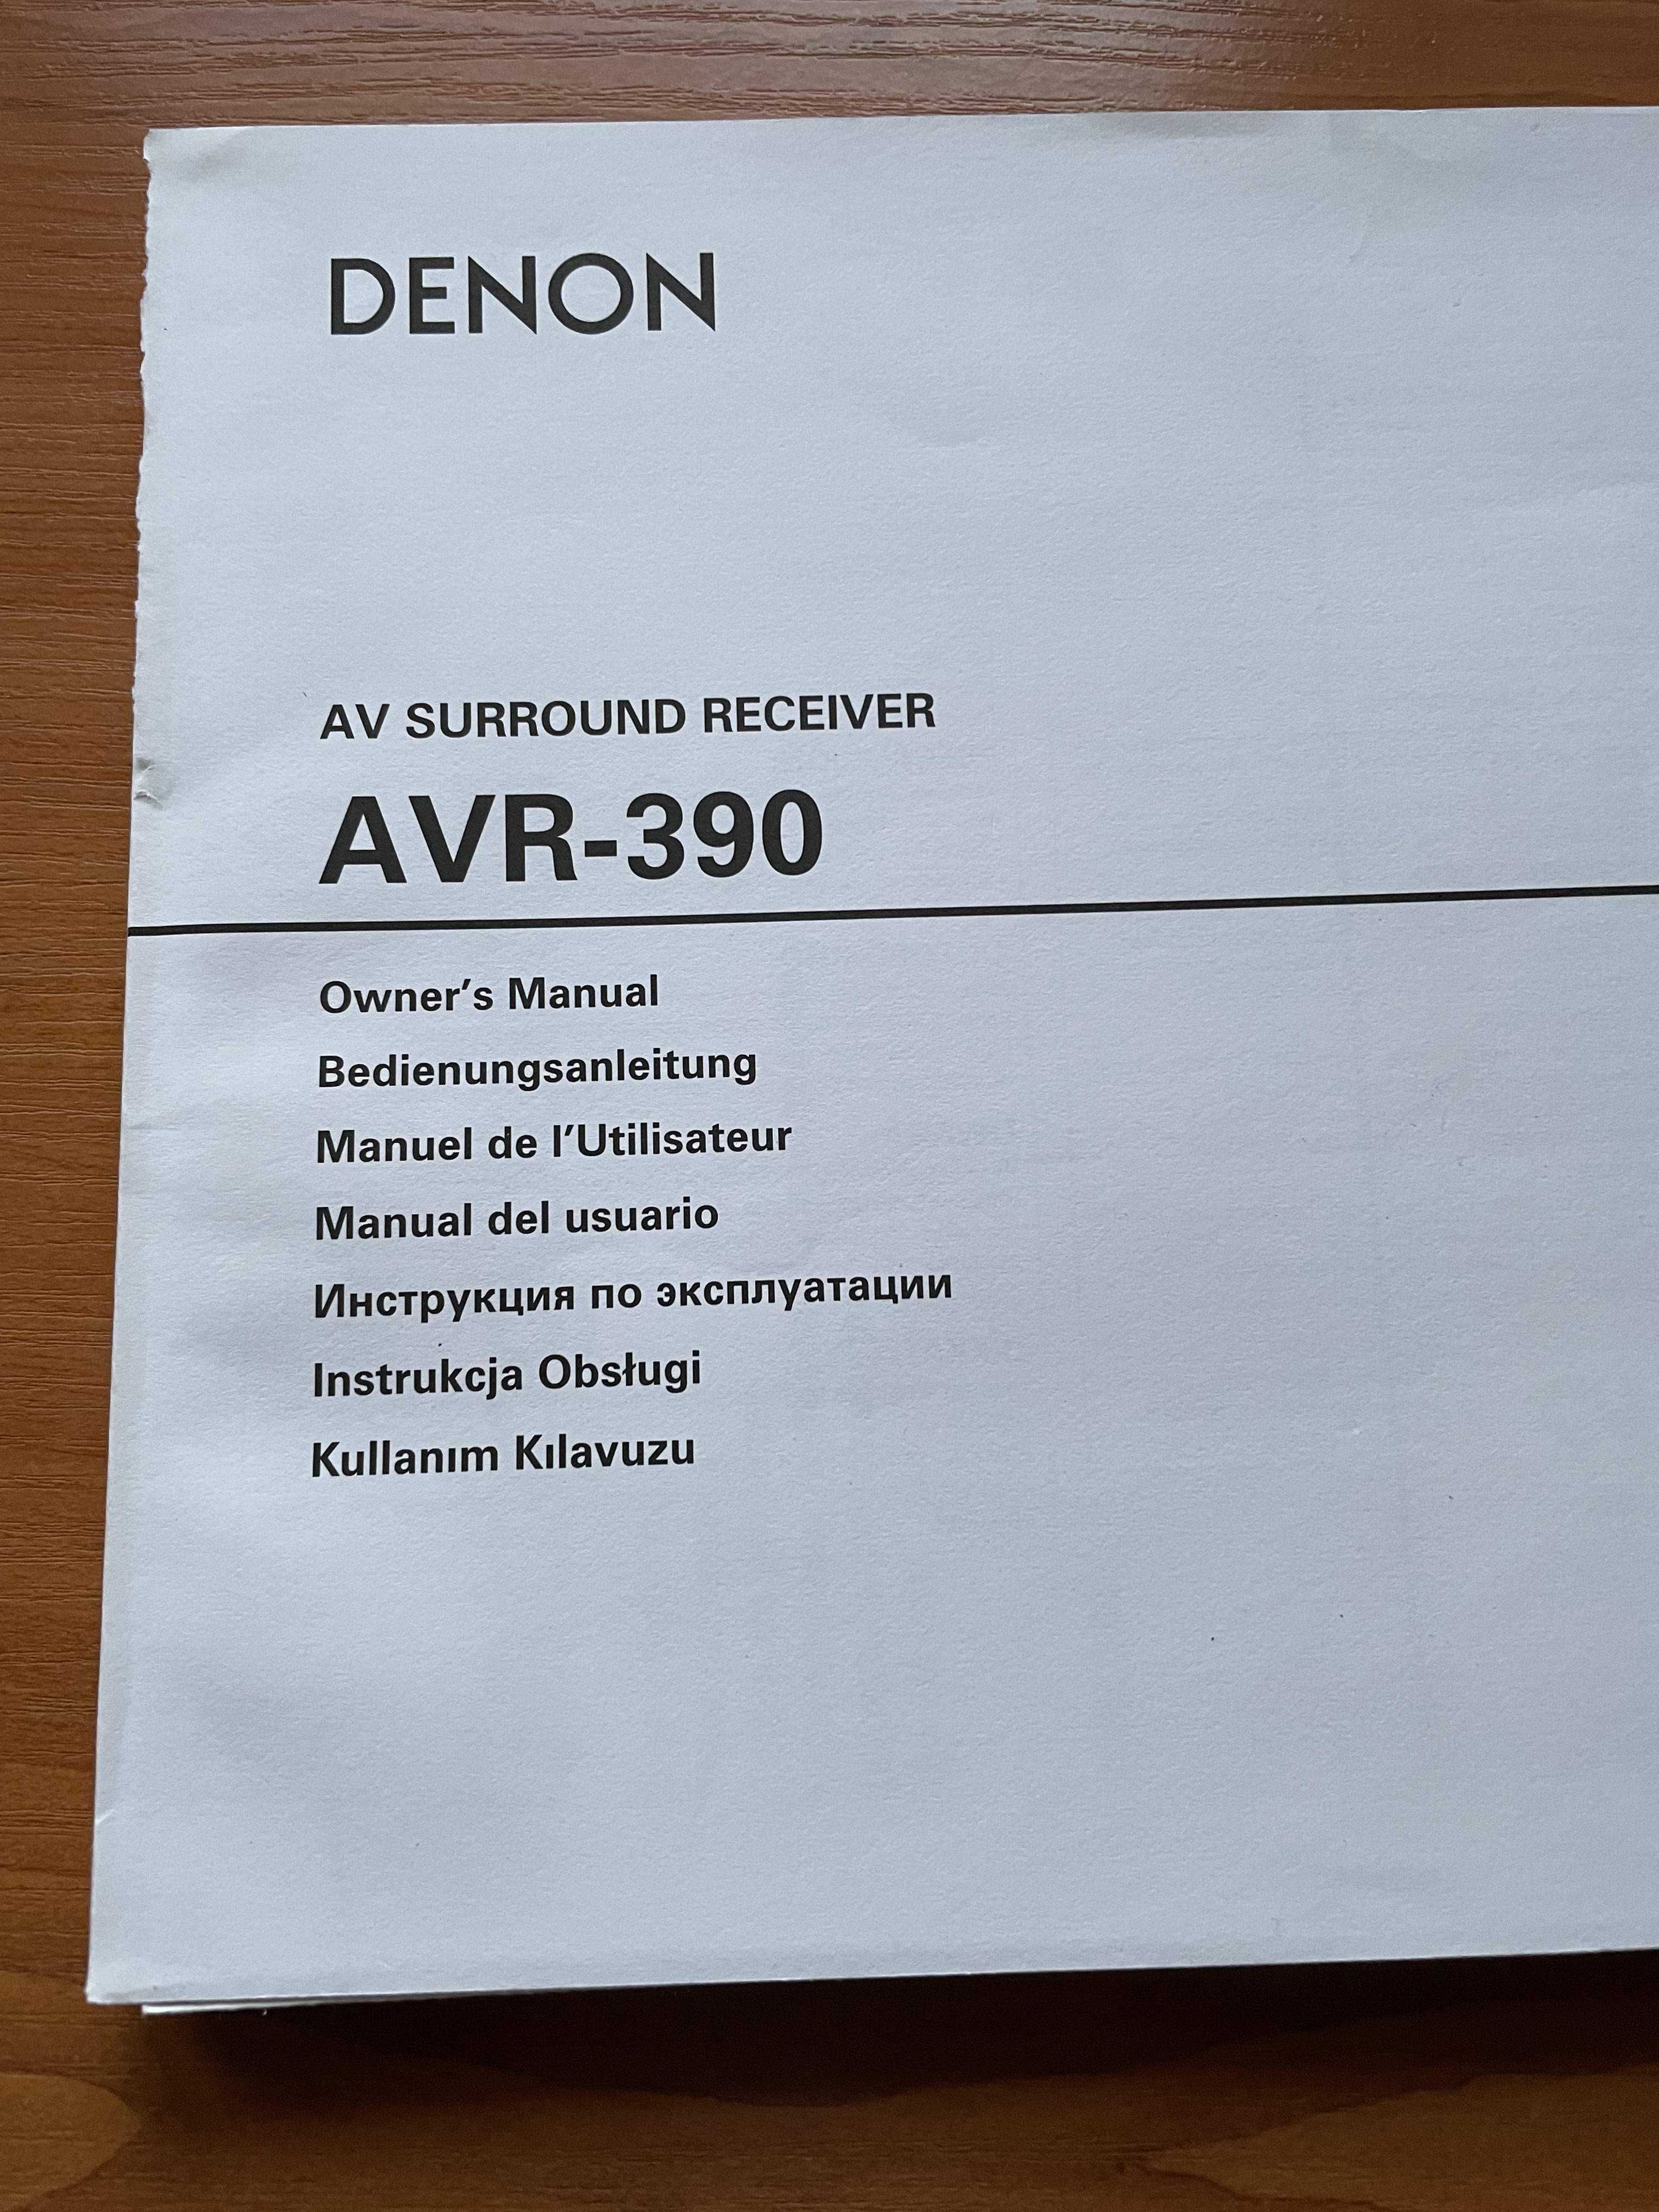 DENON
AV SURROUND RECEIVER
AVR-390
Owner’s Manual
Bedienungsanleitung
Manuel de l’Utilisateur
Manual del usuario
Инструкция по эксплуатации
Instrukcja Obsługi
Kullanım Kılavuzu